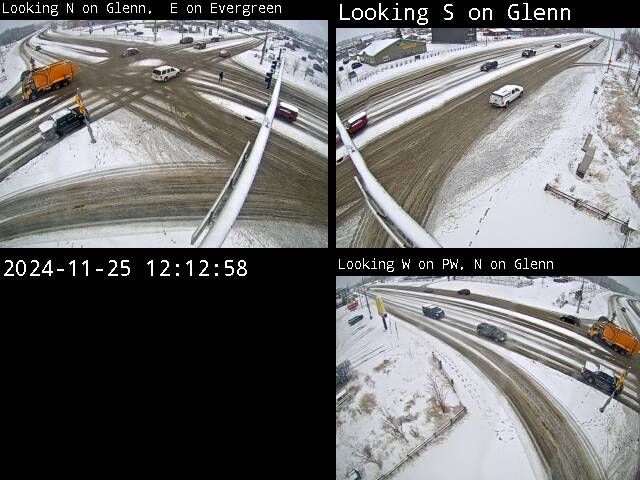 Looking N on Glenn,  E on Evergreen
Looking S on Glenn
2024-11-25 12:12:58
Looking W on PW, N on Glenn